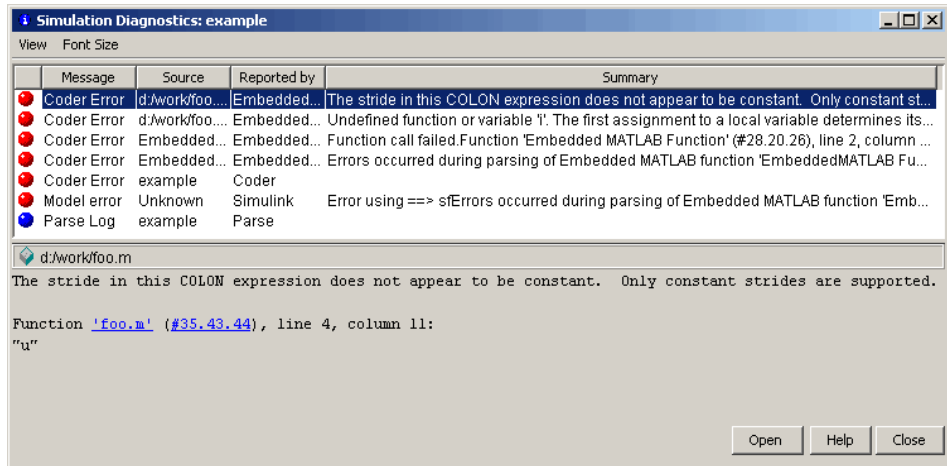 Simulation Diagnostics: example
View Font Size
Message Source Reported by Summary
Coder Error d:/work/foo.... Embedded... The stride in this COLON expression does not appear to be constant. Only constant st...
Coder Error d:/work/foo.... Embedded... Undefined function or variable 'i'. The first assignment to a local variable determines its...
Coder Error Embedded... Embedded... Function call failed.Function 'Embedded MATLAB Function' (#28.20.26), line 2, column ...
Coder Error Embedded... Embedded... Errors occurred during parsing of Embedded MATLAB function 'EmbeddedMATLAB Fu...
Coder Error example Coder
Model error Unknown Simulink Error using ==> sfErrors occurred during parsing of Embedded MATLAB function 'Emb...
Parse Log example Parse
d:/work/foo.m
The stride in this COLON expression does not appear to be constant. Only constant strides are supported.
Function 'foo.m' (#35.43.44), line 4, column 11:
"u"
Open Help Close